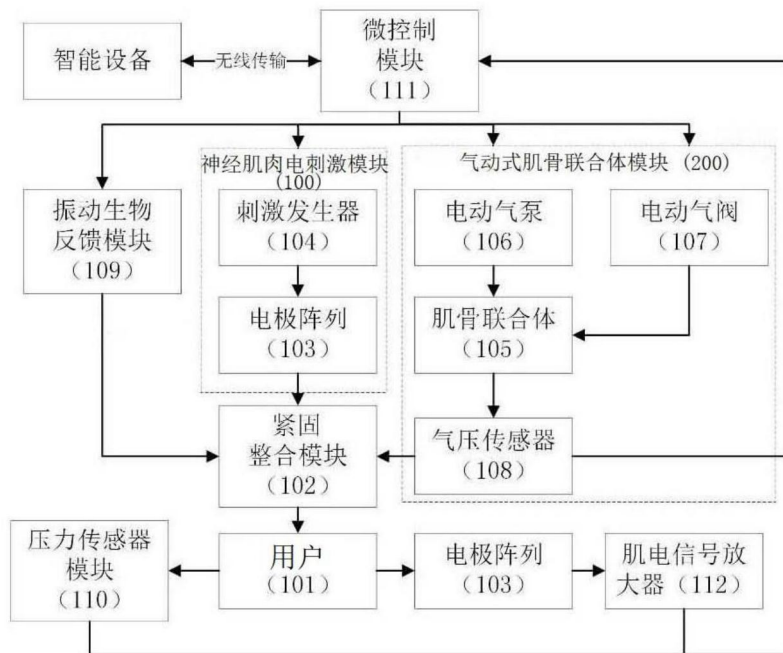 微控制
模块
(111)
智能设备
无线传输
神经肌肉电刺激模块
(100)
气动式肌骨联合体模块 (200)
振动生物
反馈模块
(109)
刺激发生器
(104)
电动气泵
(106)
电动气阀
(107)
电极阵列
(103)
肌骨联合体
(105)
紧固
整合模块
(102)
气压传感器
(108)
压力传感器
模块
(110)
用户
(101)
电极阵列
(103)
肌电信号放
大器 (112)